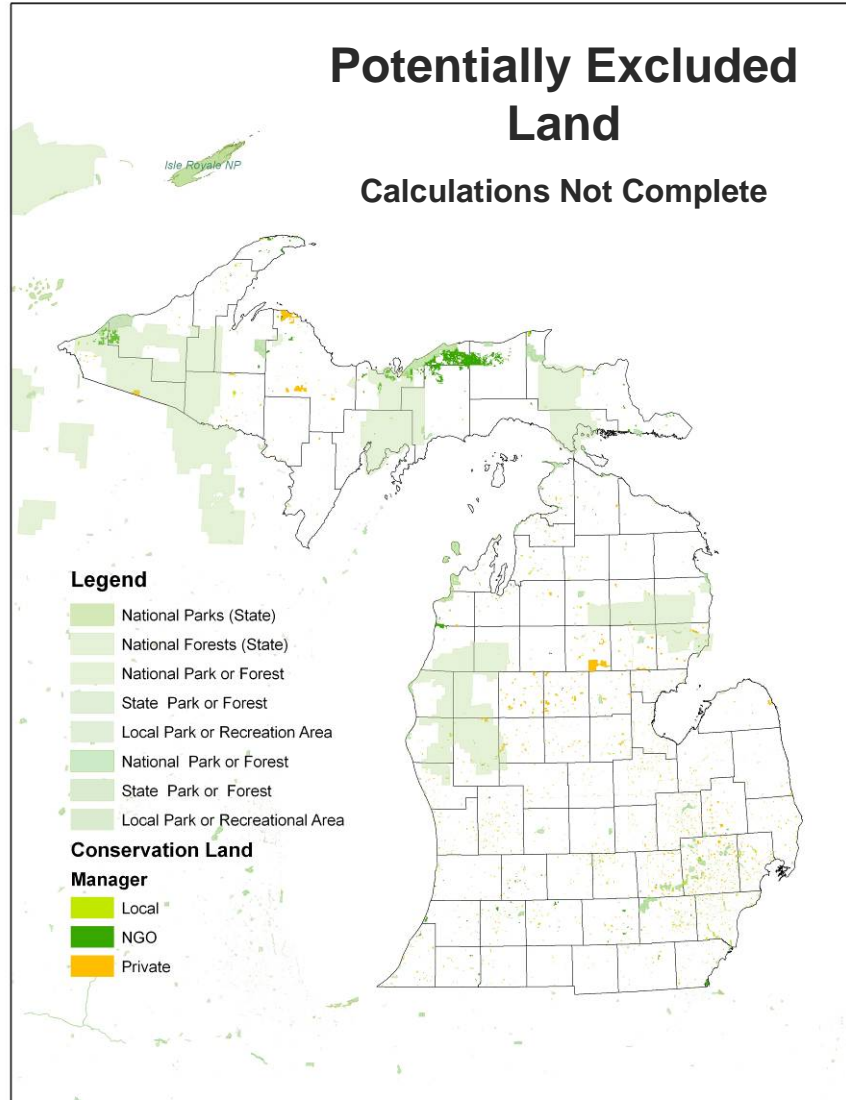 Potentially Excluded
Land
Calculations Not Complete
Isle Royale NP
Legend
National Parks (State)
National Forests (State)
National Park or Forest
State Park or Forest
Local Park or Recreation Area
National Park or Forest
State Park or Forest
Local Park or Recreational Area
Conservation Land
Manager
Local
NGO
Private